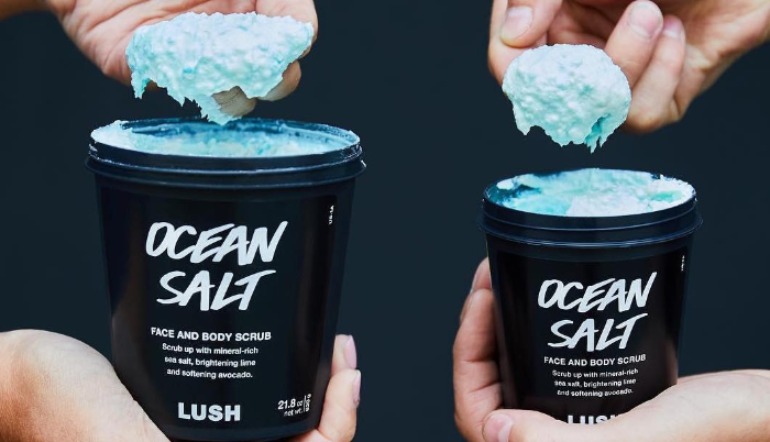 OCEAN
SALT
FACE AND BODY SCRUB
Scrub up with mineral-rich
sea salt, brightening lime
and softening avocado.
LUSH
21.8 oz
net wt.
OCEAN
SALT
FACE AND BODY SCRUB
Scrub up with mineral-rich
sea salt, brightening lime
and softening avocado.
LUSH